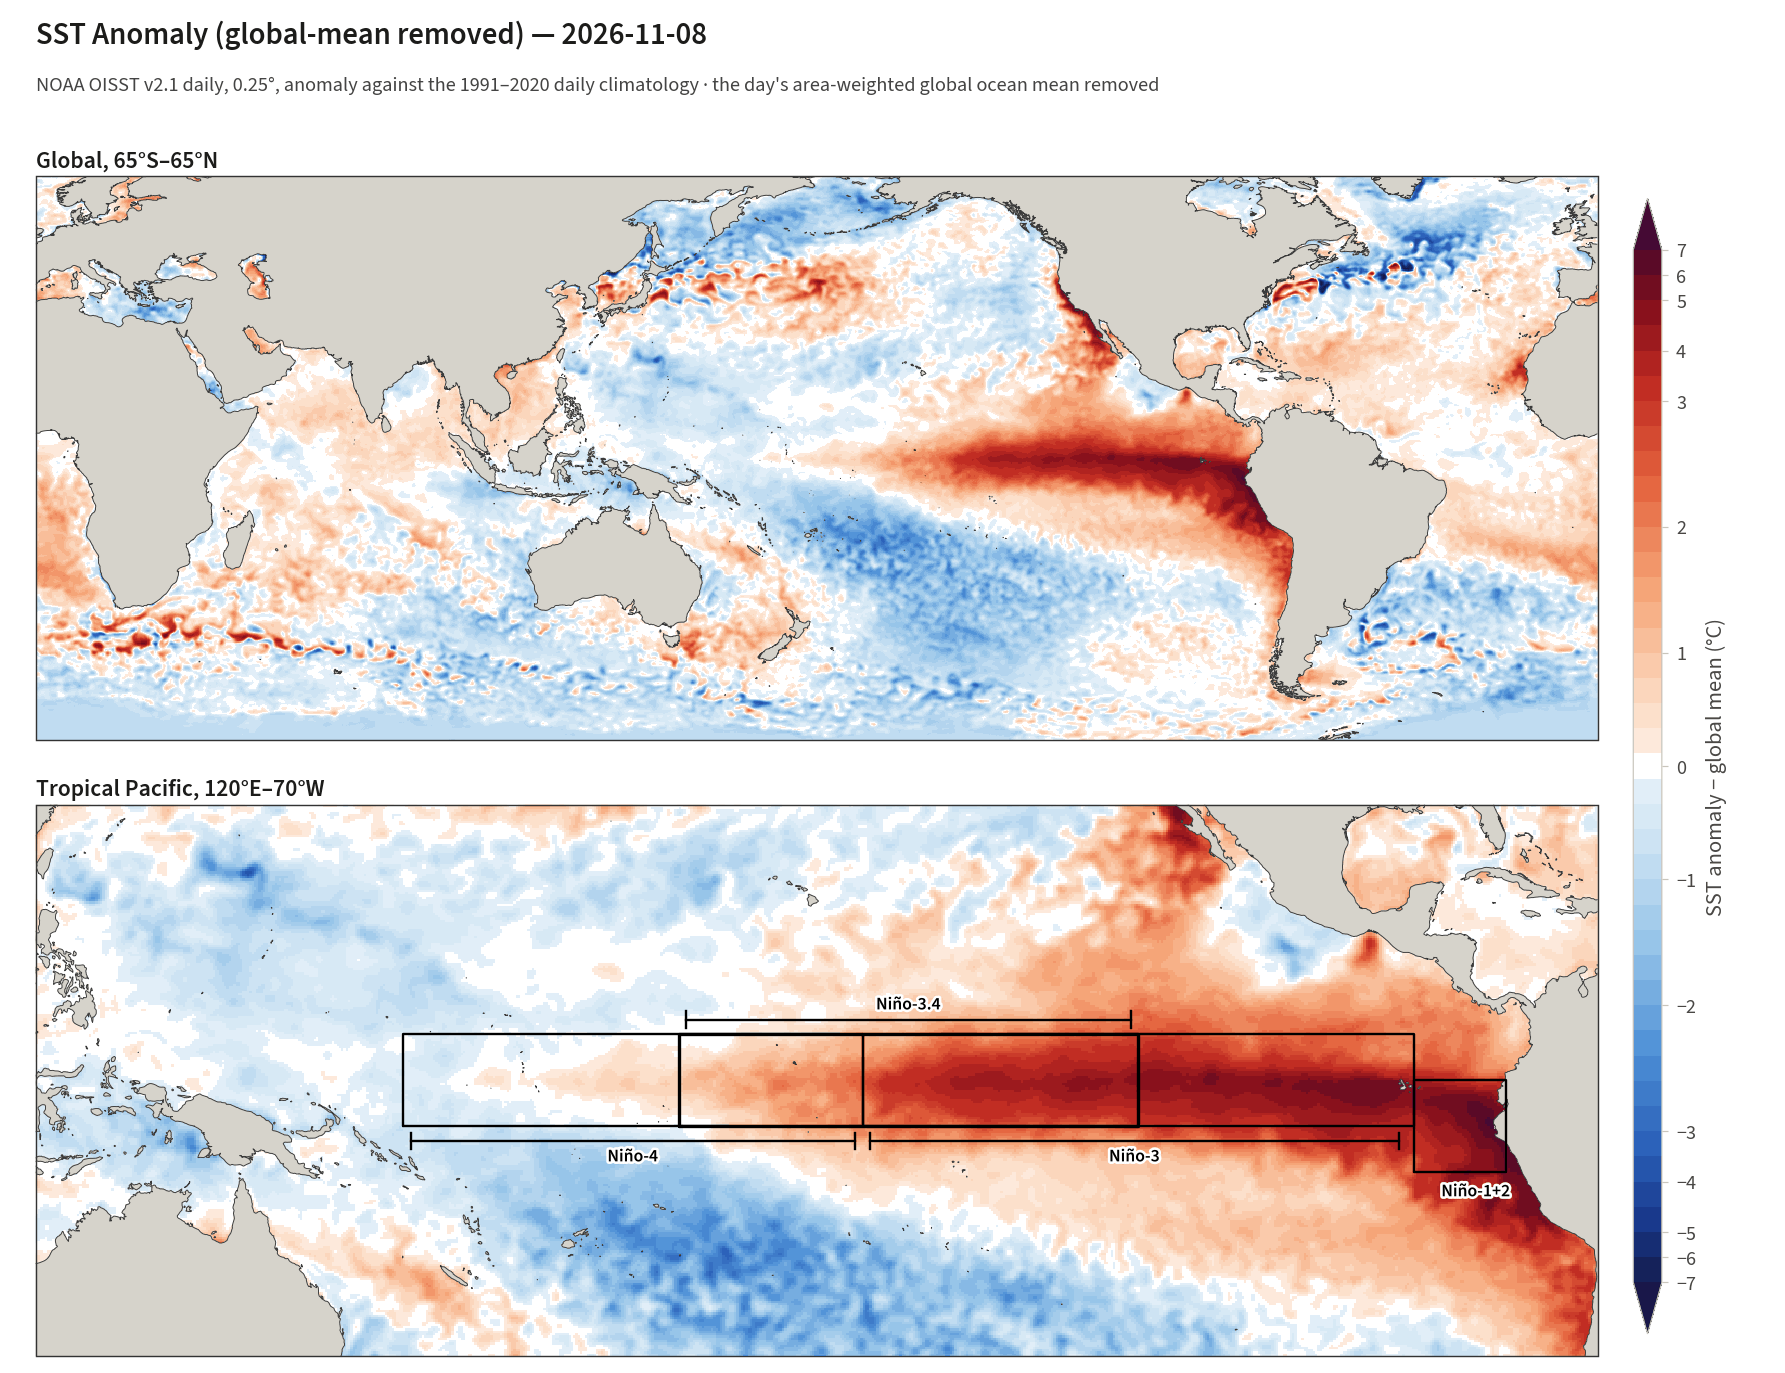 SST Anomaly (global-mean removed) — 2026-11-08
NOAA OISST v2.1 daily, 0.25°, anomaly against the 1991–2020 daily climatology · the day's area-weighted global ocean mean removed
Global, 65°S–65°N
Tropical Pacific, 120°E–70°W
Niño-3.4
Niño-4
Niño-3
Niño-1+2
7
6
5
4
3
2
1
0
−1
−2
−3
−4
−5
−6
−7
SST anomaly − global mean (°C)